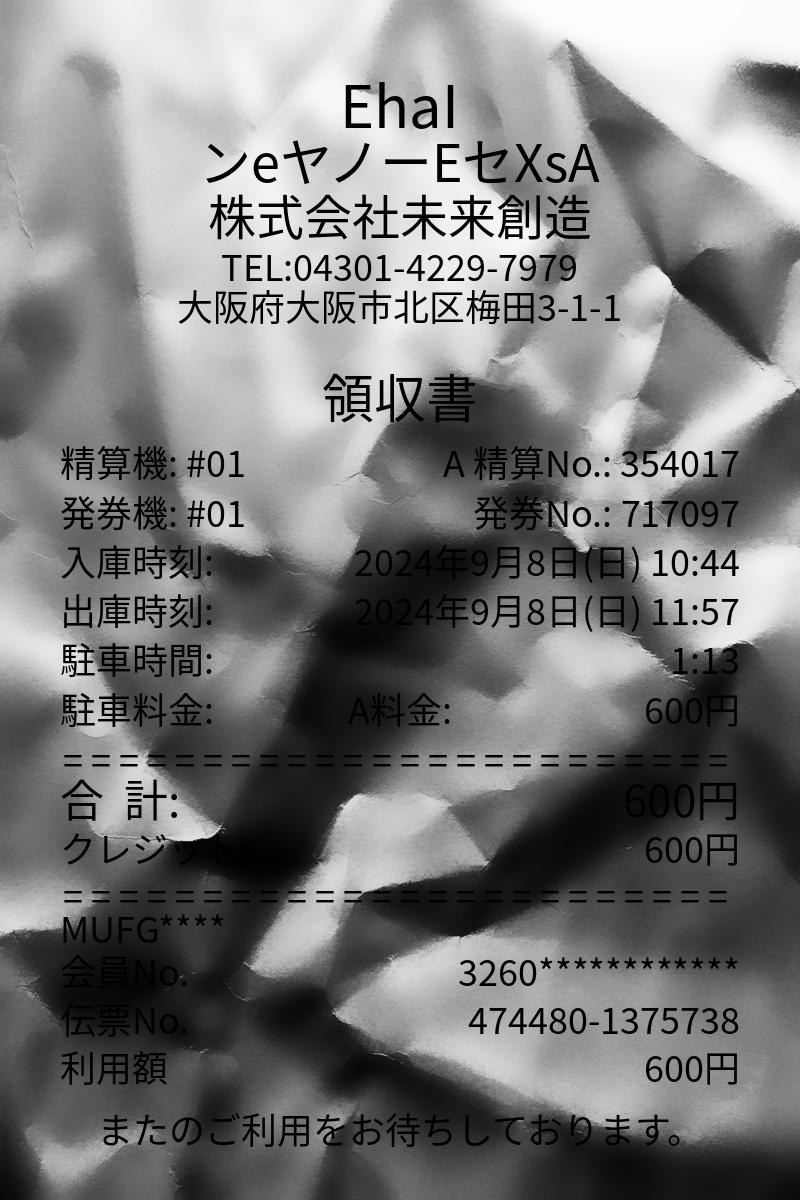 Ehal
ンeヤノーEセXsA
株式会社未来創造
TEL:04301-4229-7979
大阪府大阪市北区梅田3-1-1
領収書
精算機: #01 A 精算No.: 354017
発券機: #01 発券No.: 717097
入庫時刻: 2024年9月8日(日) 10:44
出庫時刻: 2024年9月8日(日) 11:57
駐車時間: 1:13
駐車料金: A料金: 600円
========================
合 計: 600円
クレジット 600円
========================
MUFG****
会員No. 3260************
伝票No. 474480-1375738
利用額 600円
またのご利用をお待ちしております。